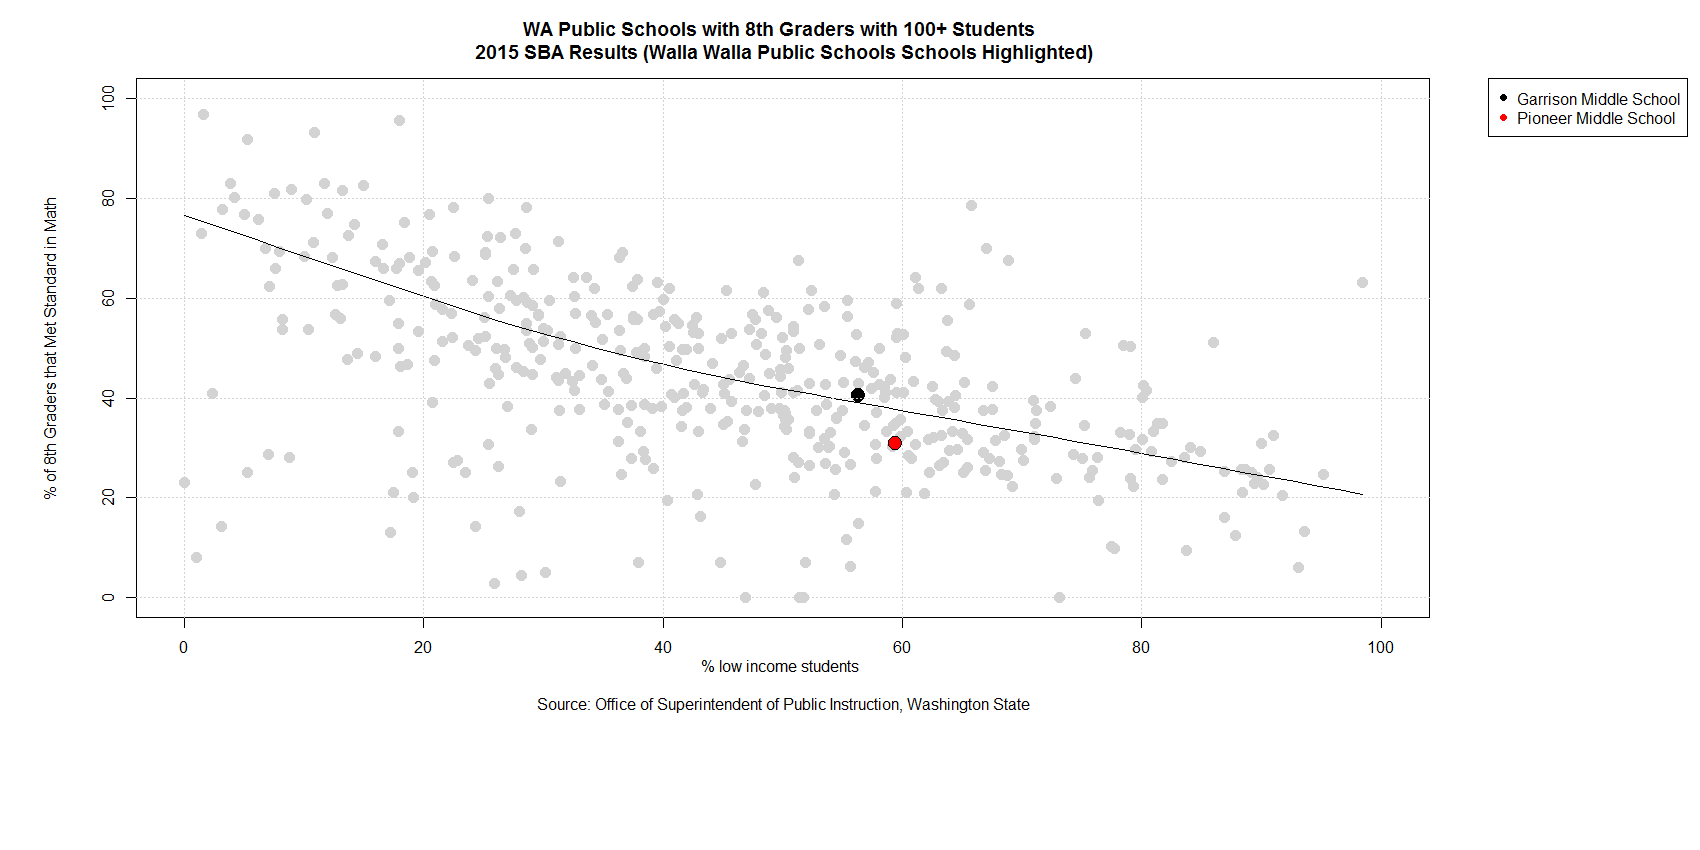 WA Public Schools with 8th Graders with 100+ Students
2015 SBA Results (Walla Walla Public Schools Schools Highlighted)
Garrison Middle School
Pioneer Middle School
% of 8th Graders that Met Standard in Math
100
80
60
40
20
0
0 20 40 60 80 100
% low income students
Source: Office of Superintendent of Public Instruction, Washington State